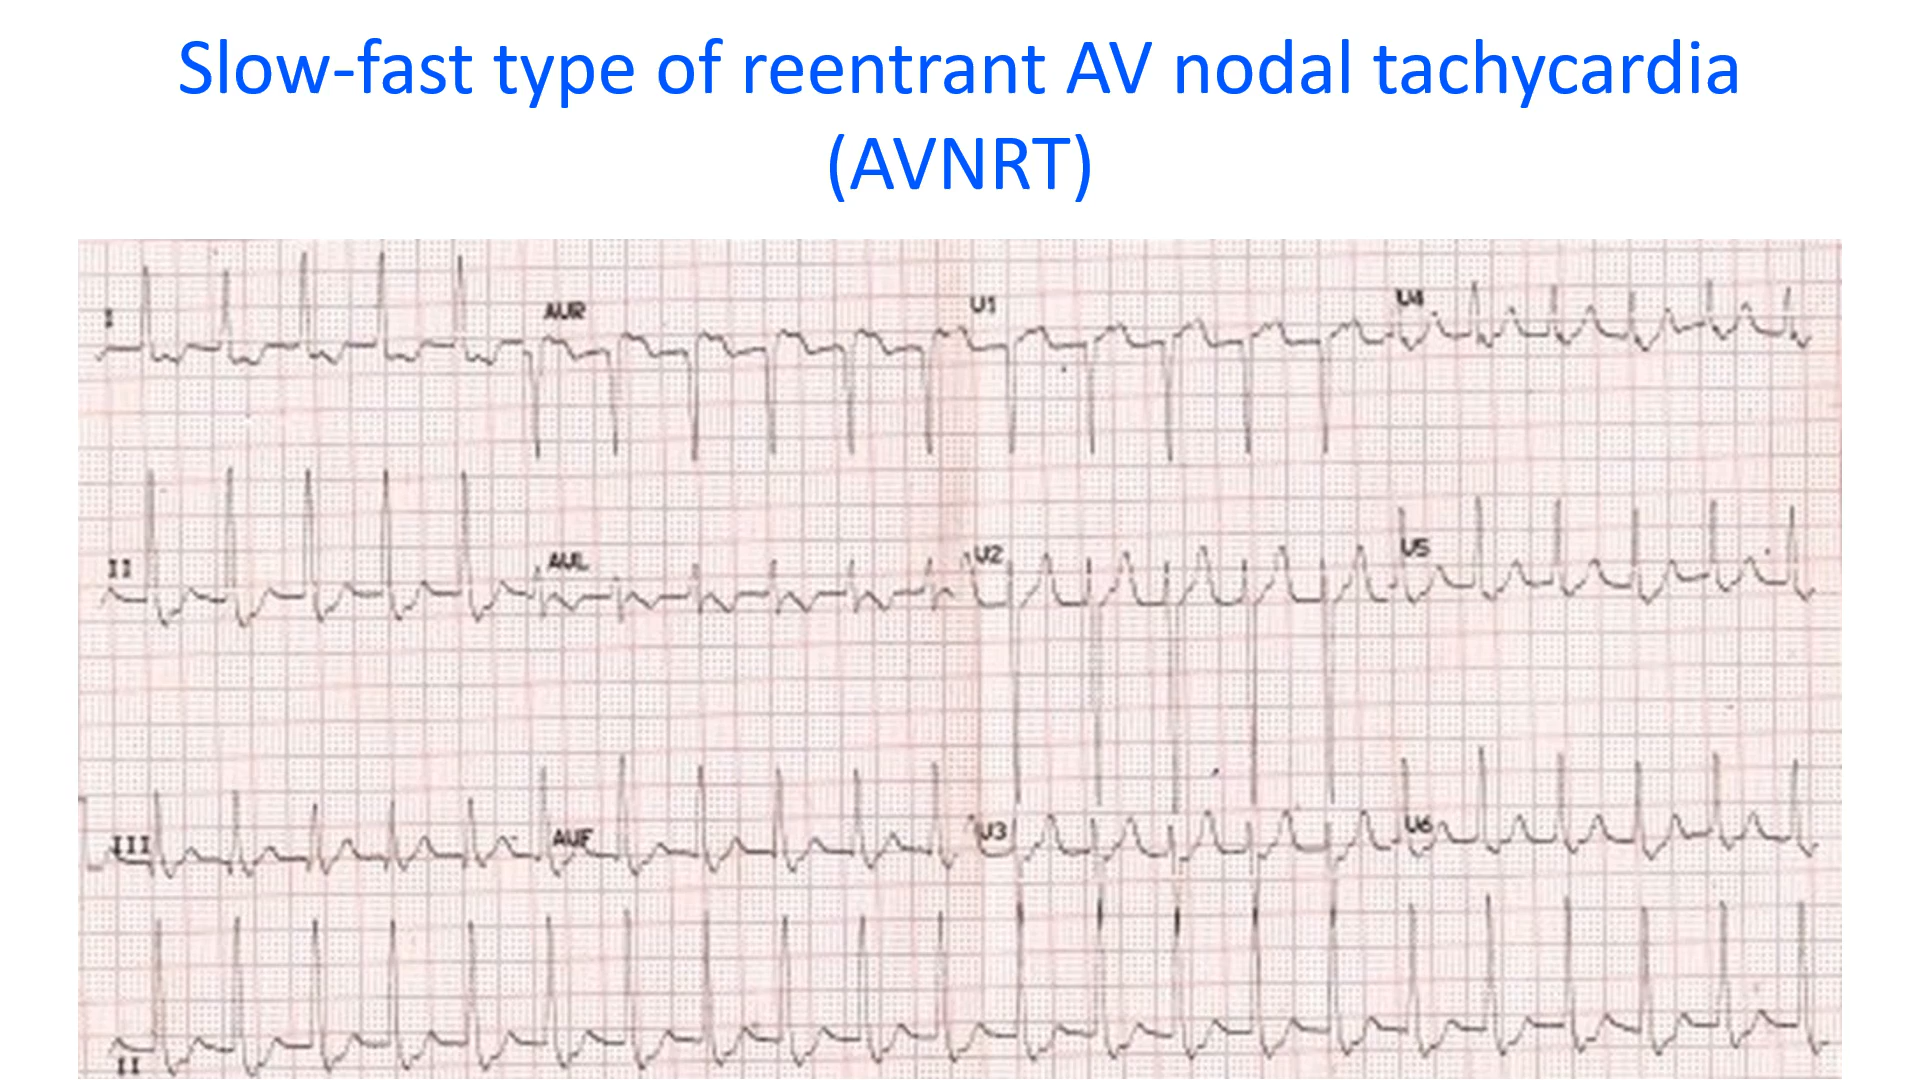 Slow-fast type of reentrant AV nodal tachycardia
(AVNRT)
I
AVR
V1
V4
II
AVL
V2
V5
III
AVF
V3
V6
II